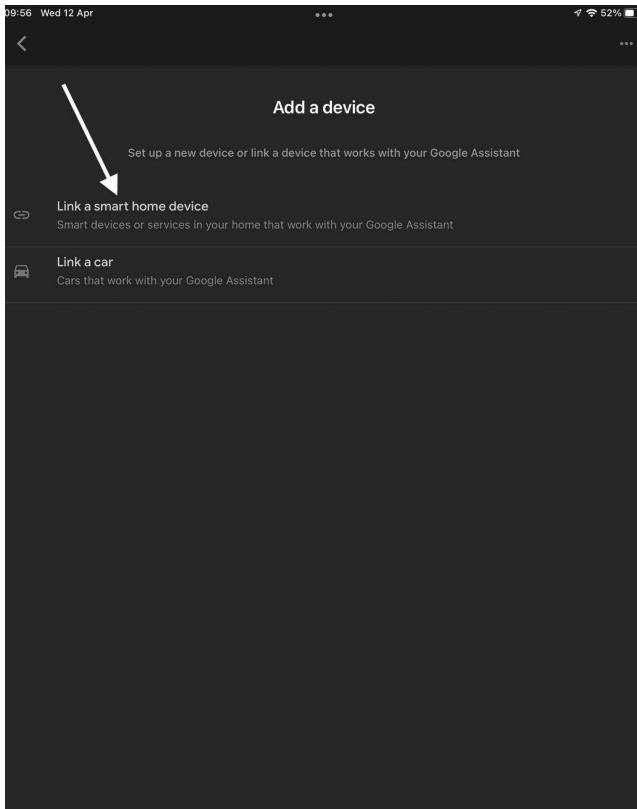 09:56 Wed 12 Apr 52%
Add a device
Set up a new device or link a device that works with your Google Assistant
Link a smart home device
Smart devices or services in your home that work with your Google Assistant
Link a car
Cars that work with your Google Assistant